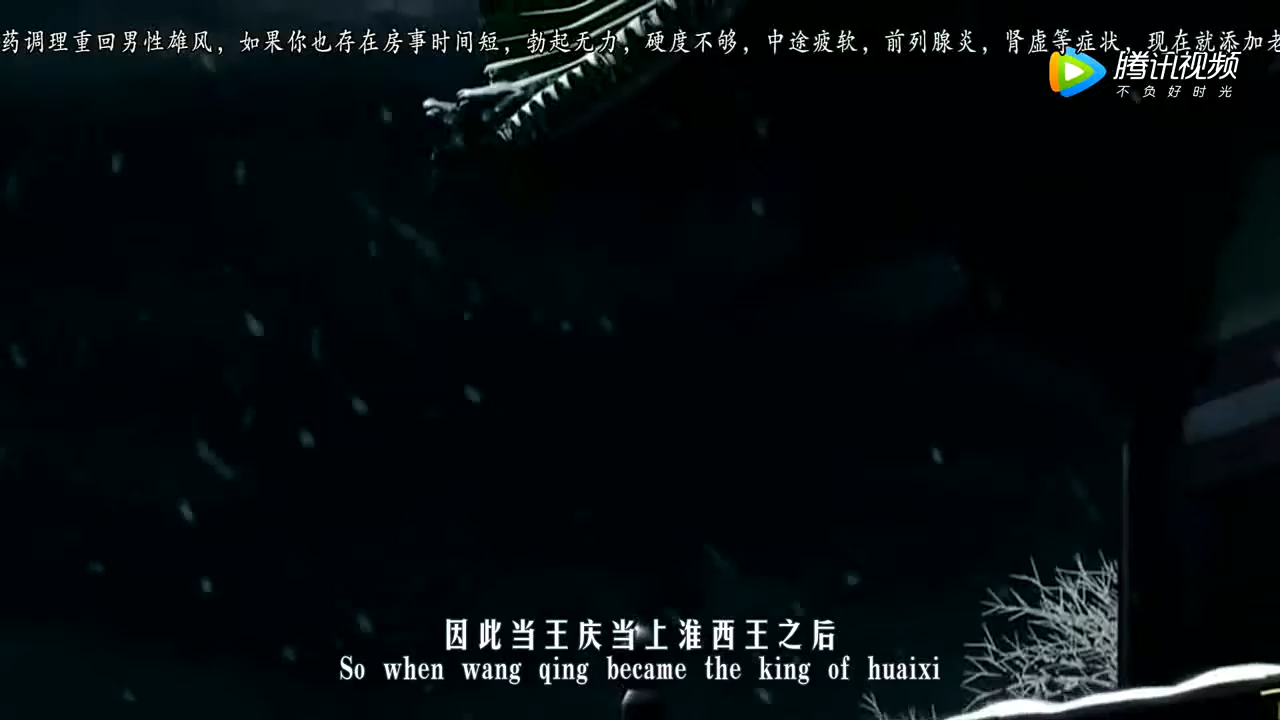 药调理重回男性雄风，如果你也存在房事时间短，勃起无力，硬度不够，中途疲软，前列腺炎，肾虚等症状，现在就添加老
腾讯视频
不负好时光
因此当王庆当上淮西王之后
So when wang qing became the king of huaixi